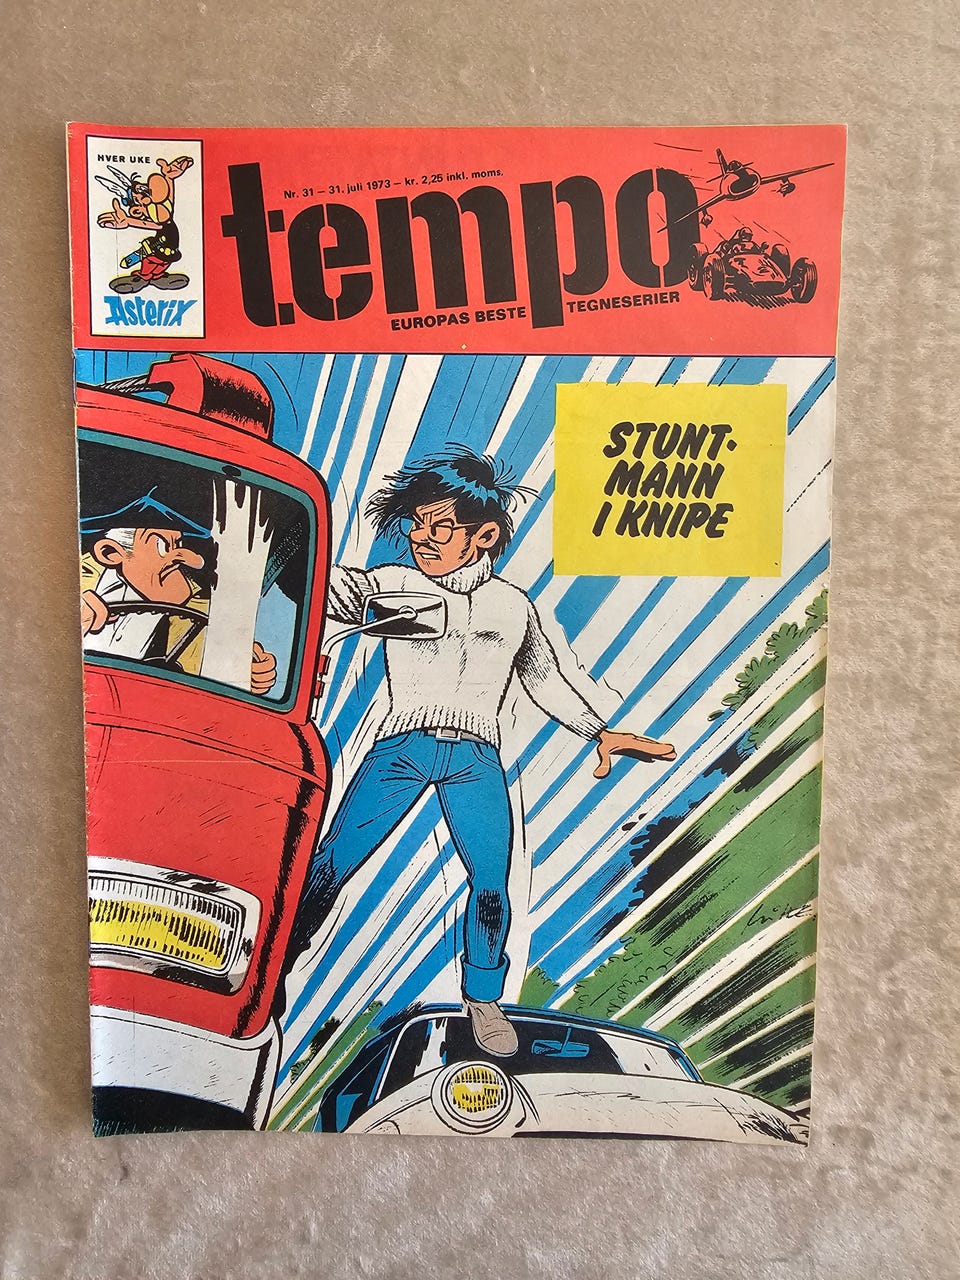 HVER UKE
Asterix
Nr. 31 – 31. juli 1973 – kr. 2,25 inkl. moms.
tempo
EUROPAS BESTE TEGNESERIER
STUNT-
MANN
I KNIPE